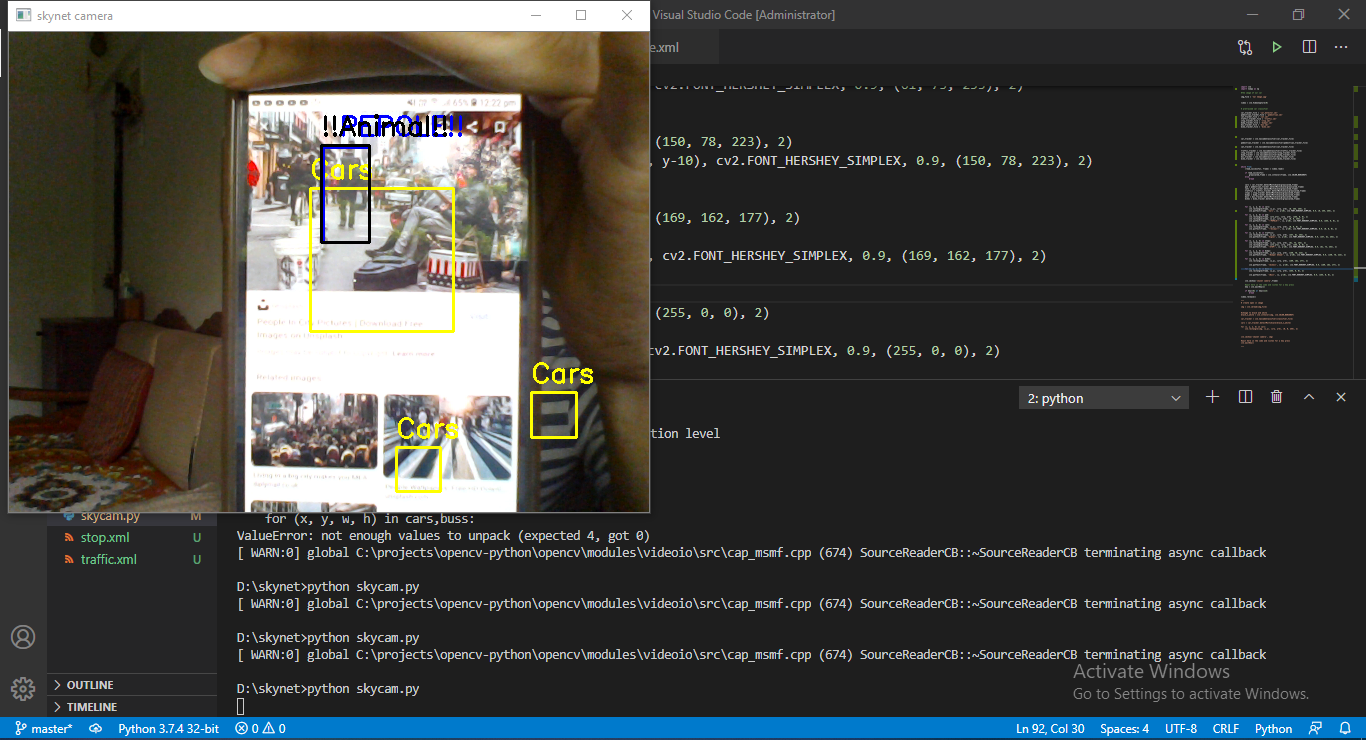 skynet camera
Visual Studio Code [Administrator]
e.xml
cv2.FONT_HERSHEY_SIMPLEX, 0.9, (61, 79, 255), 2)
(150, 78, 223), 2)
, y-10), cv2.FONT_HERSHEY_SIMPLEX, 0.9, (150, 78, 223), 2)
(169, 162, 177), 2)
, cv2.FONT_HERSHEY_SIMPLEX, 0.9, (169, 162, 177), 2)
(255, 0, 0), 2)
cv2.FONT_HERSHEY_SIMPLEX, 0.9, (255, 0, 0), 2)
65% 12:22 pm
Cars
People In City Pictures | Download Free
Images on Unsplash
Related images
Cars
Cars
2: python
tion level
skycam.py M
stop.xml U
traffic.xml U
OUTLINE
TIMELINE
for (x, y, w, h) in cars,buss:
ValueError: not enough values to unpack (expected 4, got 0)
[ WARN:0] global C:\projects\opencv-python\opencv\modules\videoio\src\cap_msmf.cpp (674) SourceReaderCB::~SourceReaderCB terminating async callback
D:\skynet>python skycam.py
[ WARN:0] global C:\projects\opencv-python\opencv\modules\videoio\src\cap_msmf.cpp (674) SourceReaderCB::~SourceReaderCB terminating async callback
D:\skynet>python skycam.py
[ WARN:0] global C:\projects\opencv-python\opencv\modules\videoio\src\cap_msmf.cpp (674) SourceReaderCB::~SourceReaderCB terminating async callback
D:\skynet>python skycam.py
Activate Windows
Go to Settings to activate Windows.
master* Python 3.7.4 32-bit 0 0 Ln 92, Col 30 Spaces: 4 UTF-8 CRLF Python